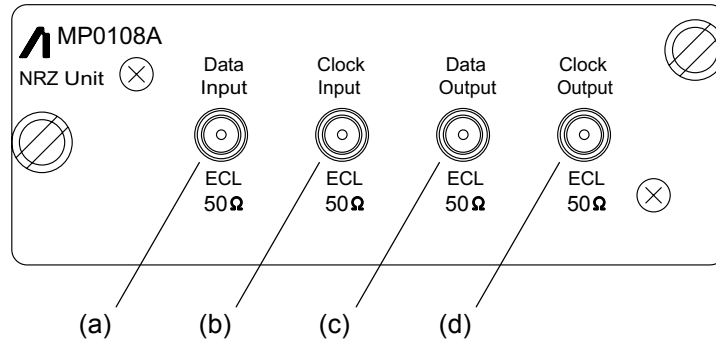 MP0108A
NRZ Unit
Data Input
Clock Input
Data Output
Clock Output
ECL 50Ω
ECL 50Ω
ECL 50Ω
ECL 50Ω
(a) (b) (c) (d)